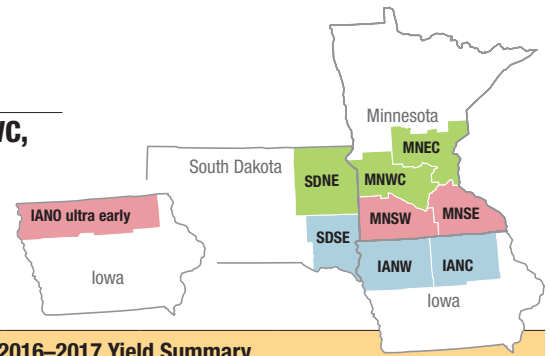 VC,
Minnesota
MNEC
South Dakota
SDNE
MNWC
IANO ultra early
MNSW
MNSE
SDSE
IANW
IANC
Iowa
Iowa
2016–2017 Yield Summary